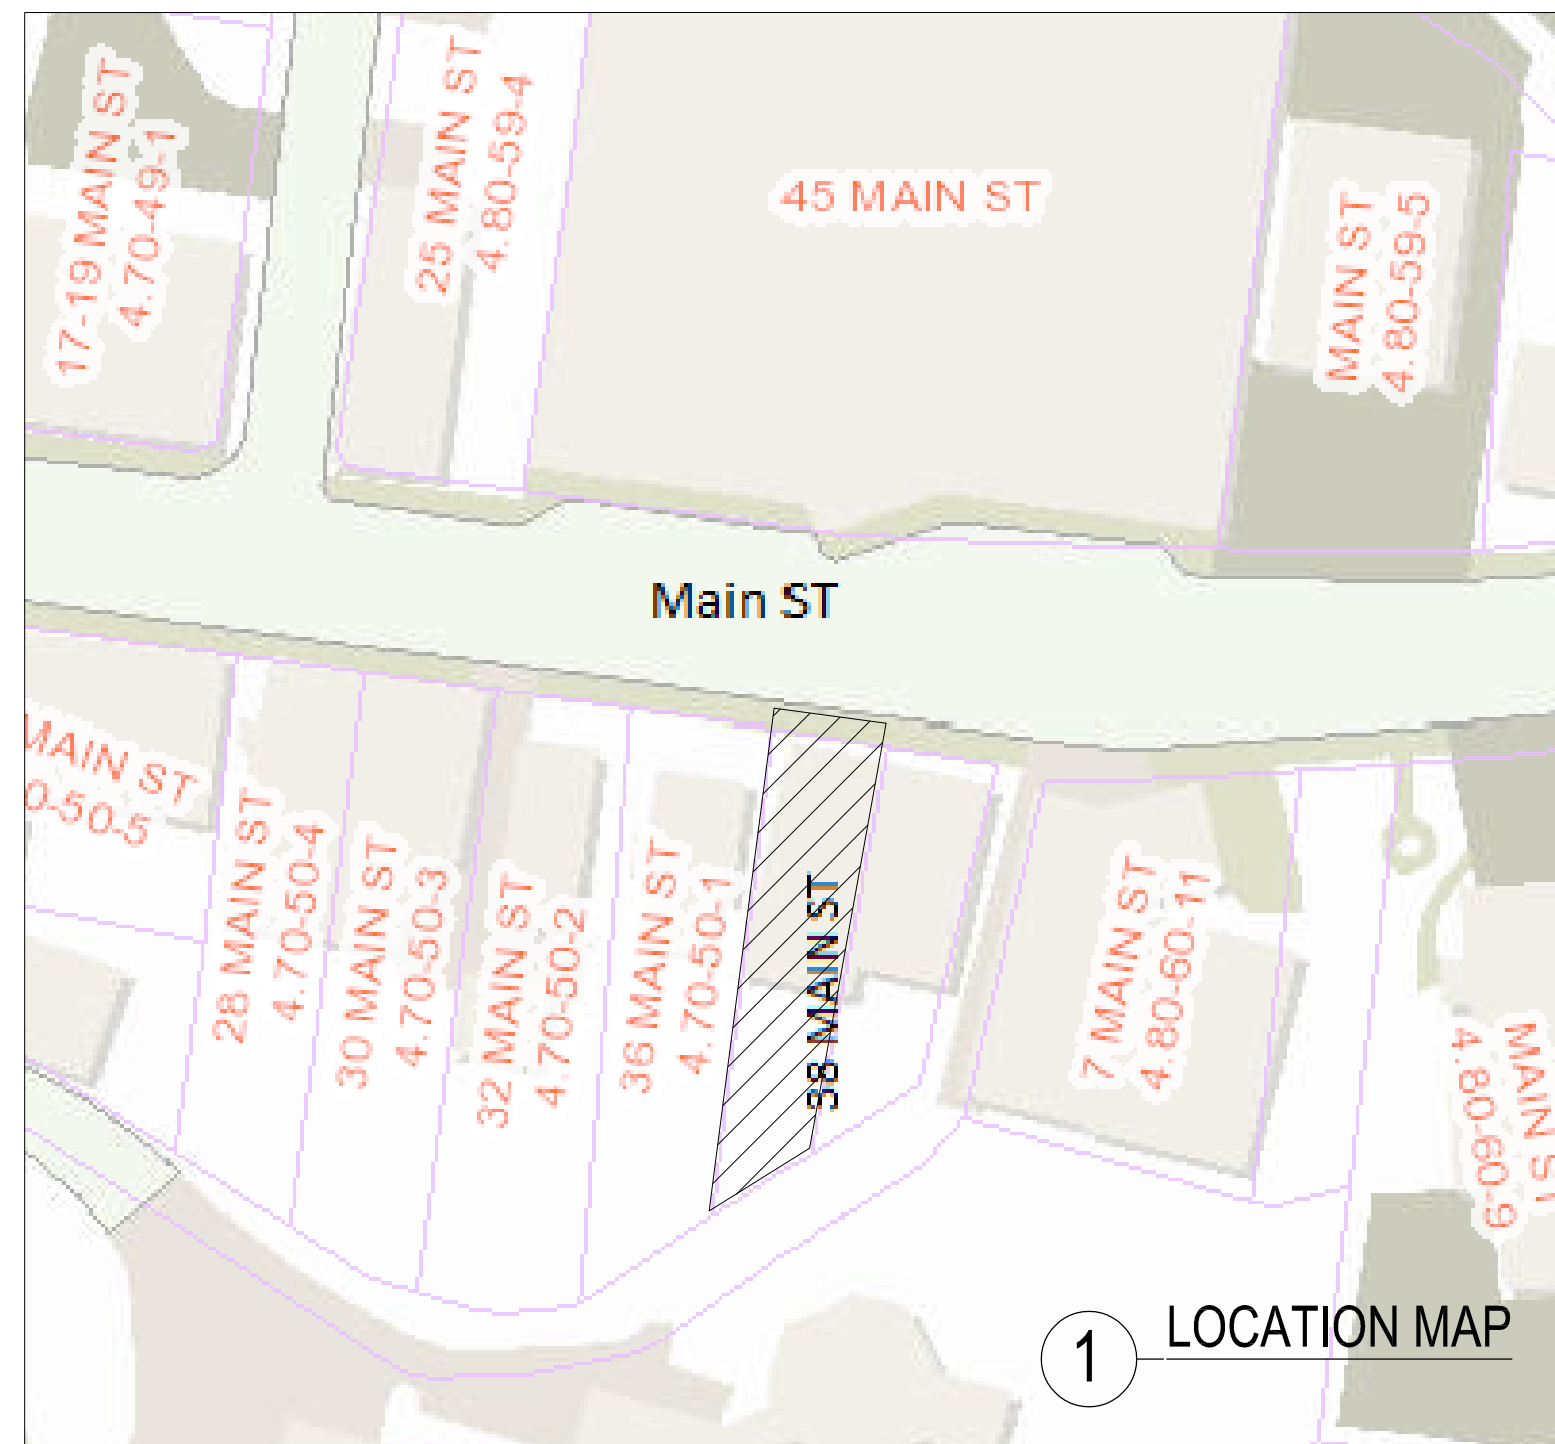 17-19 MAIN ST
4.70-49-1
25 MAIN ST
4.80-59-4
45 MAIN ST
MAIN ST
4.80-59-5
Main ST
MAIN ST
0-50-5
28 MAIN ST
4.70-50-4
30 MAIN ST
4.70-50-3
32 MAIN ST
4.70-50-2
36 MAIN ST
4.70-50-1
38 MAIN ST
7 MAIN ST
4.80-60-11
MAIN ST
4.80-60-9
1
LOCATION MAP